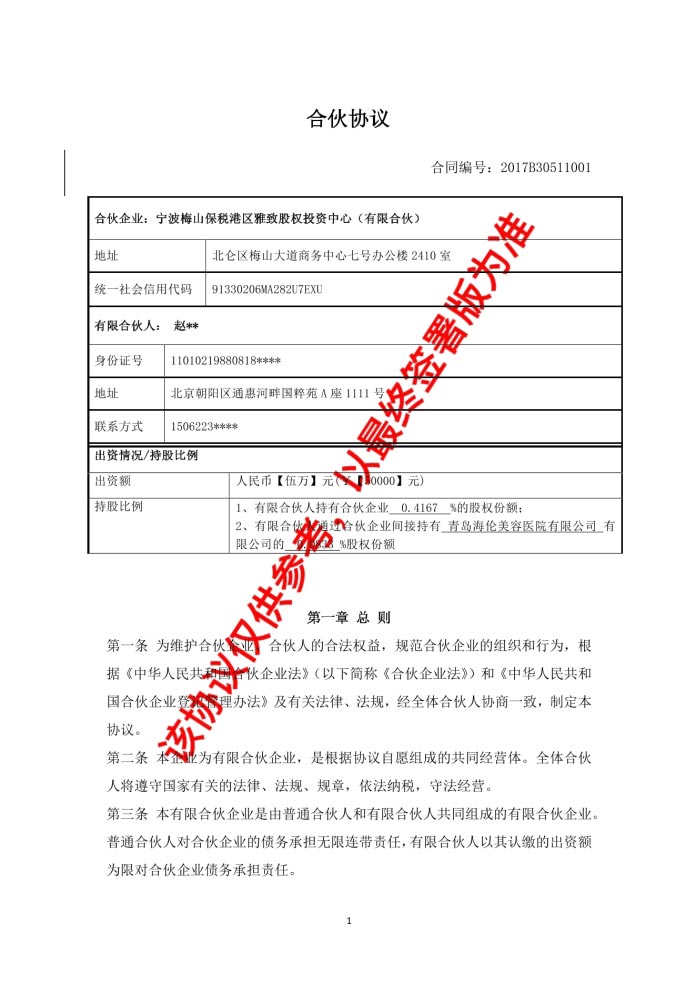 合伙协议
合同编号：2017B30511001
合伙企业：宁波梅山保税港区雅致股权投资中心（有限合伙）
地址 北仑区梅山大道商务中心七号办公楼 2410 室
统一社会信用代码 91330206MA282U7EXU
有限合伙人： 赵**
身份证号 11010219880818****
地址 北京朝阳区通惠河畔国粹苑 A 座 1111 号
联系方式 1506223****
出资情况/持股比例
出资额 人民币【伍万】元(￥【50000】元)
持股比例 1、有限合伙人持有合伙企业 0.4167 %的股权份额；
2、有限合伙人通过合伙企业间接持有 青岛海伦美容医院有限公司 有
限公司的 %股权份额
该协议仅供参考，以最终签署版为准
第一章 总 则
第一条 为维护合伙企业、合伙人的合法权益，规范合伙企业的组织和行为，根
据《中华人民共和国合伙企业法》（以下简称《合伙企业法》）和《中华人民共和
国合伙企业登记管理办法》及有关法律、法规，经全体合伙人协商一致，制定本
协议。
第二条 本企业为有限合伙企业，是根据协议自愿组成的共同经营体。全体合伙
人将遵守国家有关的法律、法规、规章，依法纳税，守法经营。
第三条 本有限合伙企业是由普通合伙人和有限合伙人共同组成的有限合伙企业。
普通合伙人对合伙企业的债务承担无限连带责任，有限合伙人以其认缴的出资额
为限对合伙企业债务承担责任。
1